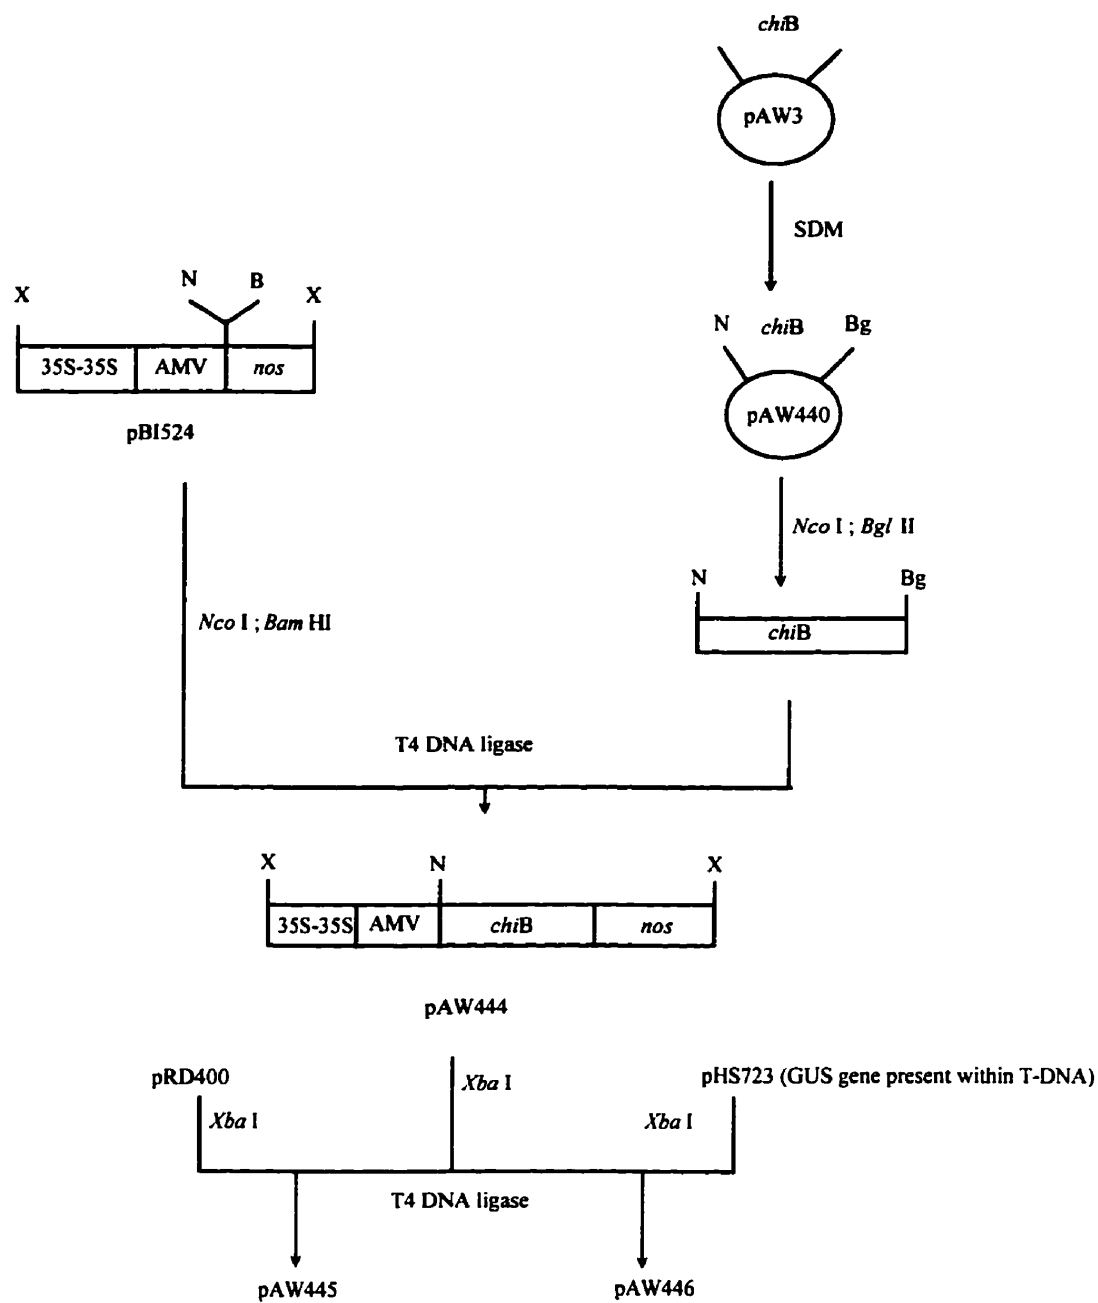 chiB
pAW3
SDM
N B
X X
35S-35S AMV nos
pBI524
N chiB Bg
pAW440
Nco I ; Bgl II
N Bg
chiB
Nco I ; Bam HI
T4 DNA ligase
X N X
35S-35S AMV chiB nos
pAW444
pRD400
Xba I
pHS723 (GUS gene present within T-DNA)
Xba I
Xba I
T4 DNA ligase
pAW445 pAW446